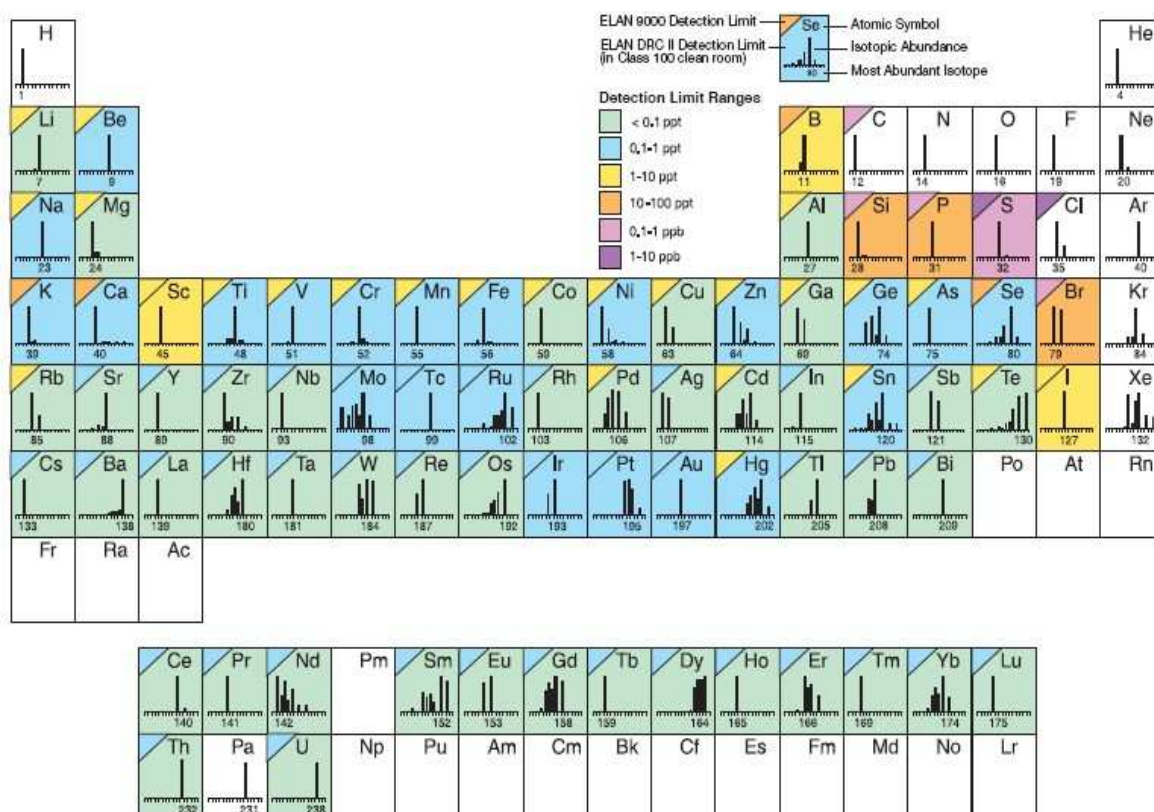 ELAN 9000 Detection Limit
ELAN DRC II Detection Limit
(in Class 100 clean room)
Se
80
Atomic Symbol
Isotopic Abundance
Most Abundant Isotope
Detection Limit Ranges
< 0.1 ppt
0.1-1 ppt
1-10 ppt
10-100 ppt
0.1-1 ppb
1-10 ppb
H He
1 4
Li Be B C N O F Ne
7 9 11 12 14 16 19 20
Na Mg Al Si P S Cl Ar
23 24 27 28 31 32 35 40
K Ca Sc Ti V Cr Mn Fe Co Ni Cu Zn Ga Ge As Se Br Kr
39 40 45 48 51 52 55 56 59 58 63 64 69 74 75 80 79 84
Rb Sr Y Zr Nb Mo Tc Ru Rh Pd Ag Cd In Sn Sb Te I Xe
85 88 89 90 93 98 99 102 103 106 107 114 115 120 121 130 127 132
Cs Ba La Hf Ta W Re Os Ir Pt Au Hg Tl Pb Bi Po At Rn
133 138 139 180 181 184 187 192 193 195 197 202 205 208 209
Fr Ra Ac
Ce Pr Nd Pm Sm Eu Gd Tb Dy Ho Er Tm Yb Lu
140 141 142 152 153 158 159 164 165 166 169 174 175
Th Pa U Np Pu Am Cm Bk Cf Es Fm Md No Lr
232 231 238